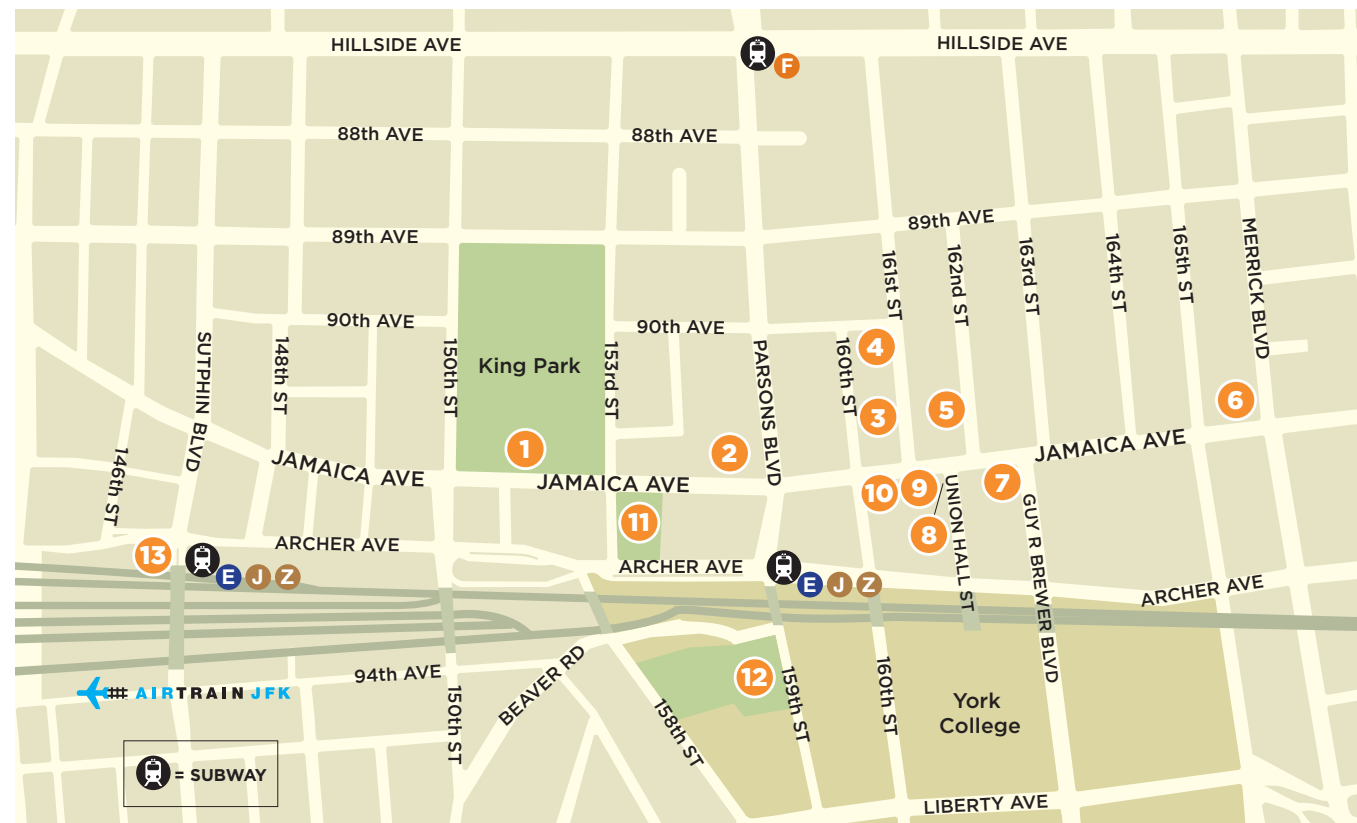 HILLSIDE AVE
HILLSIDE AVE
F
88th AVE
88th AVE
89th AVE
89th AVE
90th AVE
90th AVE
161st ST
162nd ST
163rd ST
164th ST
165th ST
MERRICK BLVD
SUTPHIN BLVD
148th ST
150th ST
King Park
153rd ST
PARSONS BLVD
160th ST
4
3
5
6
1
2
146th ST
JAMAICA AVE
JAMAICA AVE
JAMAICA AVE
10
9
8
7
11
UNION HALL ST
GUY R BREWER BLVD
13
ARCHER AVE
ARCHER AVE
ARCHER AVE
E J Z
E J Z
94th AVE
AIRTRAIN JFK
150th ST
BEAVER RD
158th ST
12
159th ST
160th ST
York
College
= SUBWAY
LIBERTY AVE